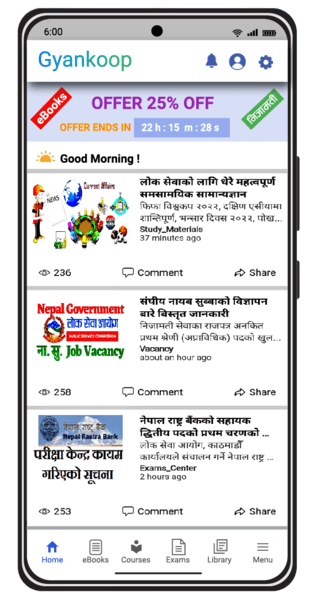 6:00
Gyankoop
eBooks
OFFER 25% OFF
निजामती
OFFER ENDS IN 22 h : 15 m : 28 s
Good Morning !
Current Affairs
NEWS
लोक सेवाको लागि धेरै महत्वपूर्ण
समसामयिक सामान्यज्ञान
फिफा विश्वकप २०२२, दक्षिण एसीयामा
शान्तिपूर्ण, भन्सार दिवस २०२२, पोख...
Study_Materials
37 minutes ago
236 Comment Share
Nepal Government
लोक सेवा आयोग
PUBLIC SERVICE COMMISSION
ना. सु. Job Vacancy
संघीय नायब सुब्बाको विज्ञापन
बारे विस्तृत जानकारी
निजामती सेवाका राजपत्र अनंकित
प्रथम श्रेणी (अप्राविधिक) पदको खुल...
Vacancy
about an hour ago
258 Comment Share
नेपाल राष्ट्र बैंक
Nepal Rastra Bank
परीक्षा केन्द्र कायम
गरिएको सूचना
नेपाल राष्ट्र बैंकको सहायक
द्धितीय पदको प्रथम चरणको ...
लोक सेवा आयोग, काठमाडौँ
कार्यालयले संचालन गर्ने नेपाल राष्ट्र ...
Exams_Center
2 hours ago
253 Comment Share
Home eBooks Courses Exams Library Menu